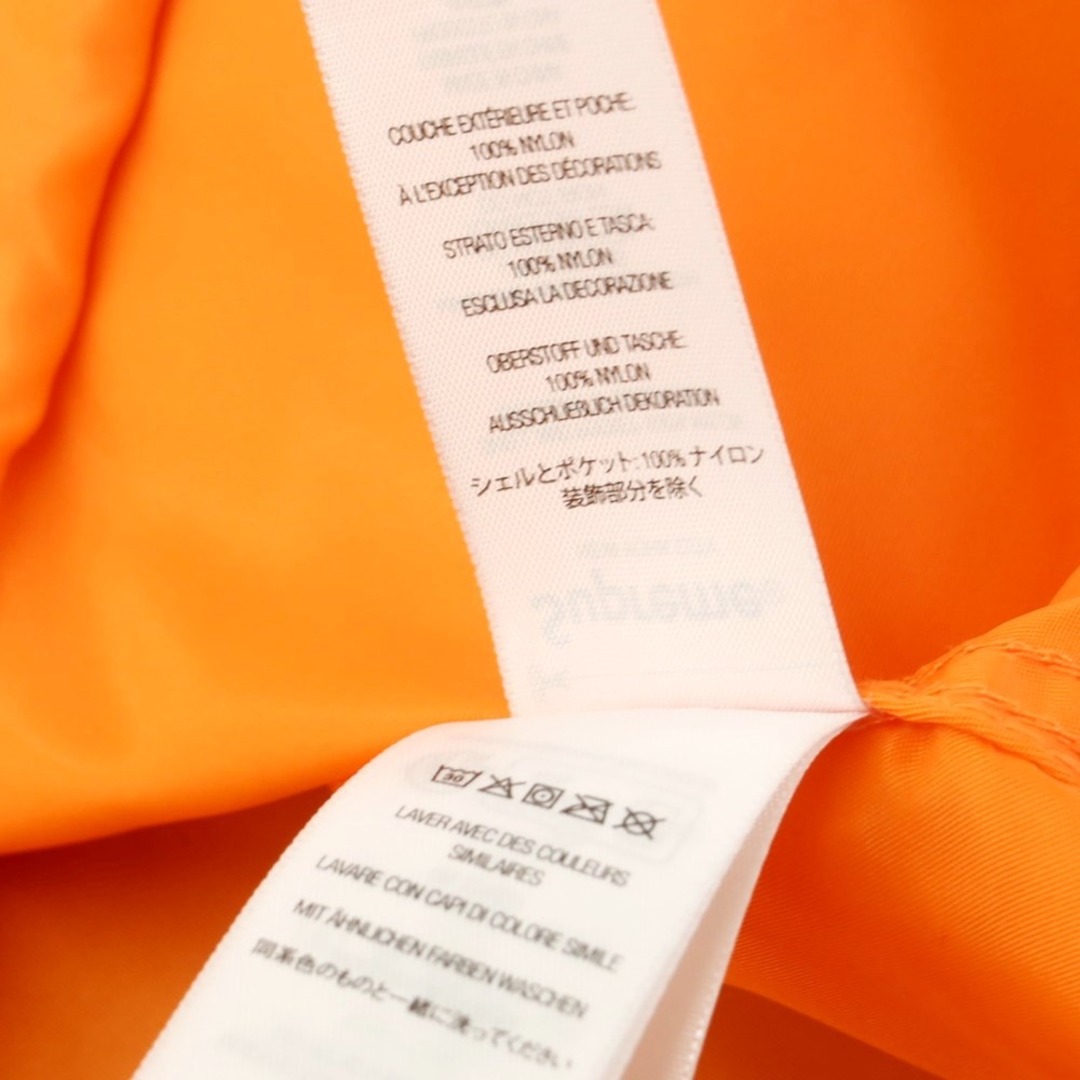 COUCHE EXTÉRIEURE ET POCHE:
100% NYLON
À L'EXCEPTION DES DÉCORATIONS
STRATO ESTERNO E TASCA:
100% NYLON
ESCLUSA LA DECORAZIONE
OBERSTOFF UND TASCHE:
100% NYLON
AUSSCHLIEßLICH DEKORATION
シェルとポケット:100% ナイロン
装飾部分を除く
Supreme
30
LAVER AVEC DES COULEURS
SIMILAIRES
LAVARE CON CAPI DI COLORE SIMILE
MIT ÄHNLICHEN FARBEN WASCHEN
同系色のものと一緒に洗ってください